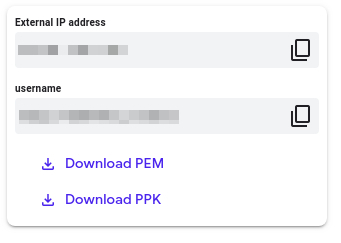 External IP address
username
Download PEM
Download PPK